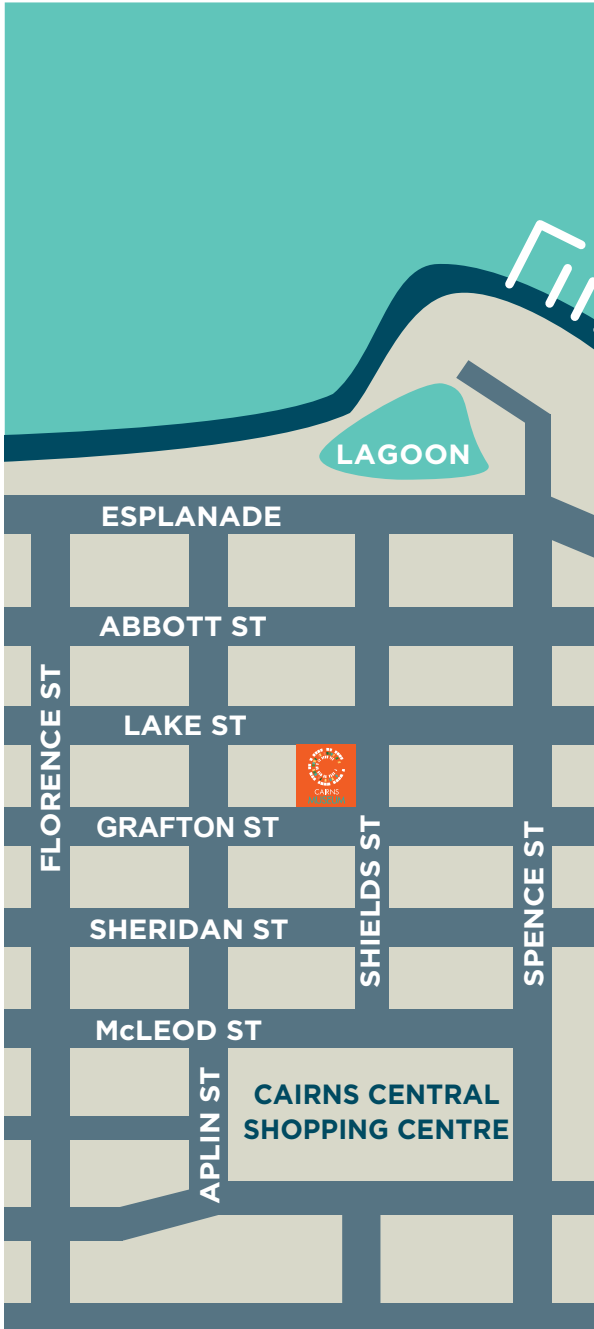 LAGOON
ESPLANADE
ABBOTT ST
FLORENCE ST
LAKE ST
CAIRNS
GRAFTON ST
SHIELDS ST
SPENCE ST
SHERIDAN ST
McLEOD ST
APLIN ST
CAIRNS CENTRAL
SHOPPING CENTRE